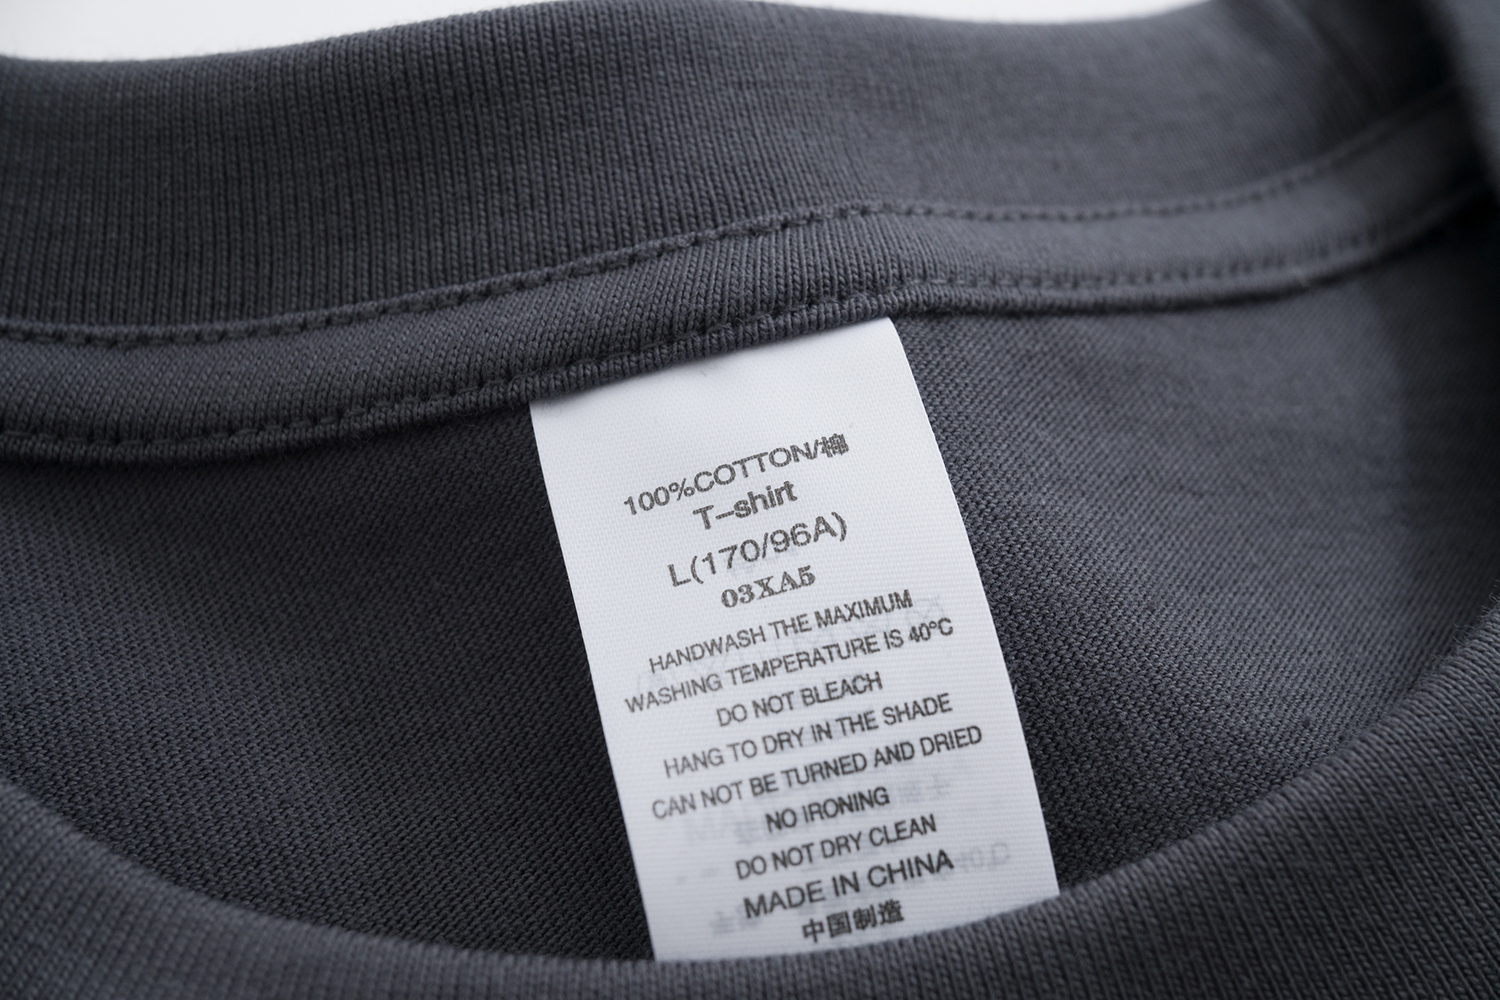 100%COTTON/棉
T-shirt
L(170/96A)
03XA5
HANDWASH THE MAXIMUM
WASHING TEMPERATURE IS 40°C
DO NOT BLEACH
HANG TO DRY IN THE SHADE
CAN NOT BE TURNED AND DRIED
NO IRONING
DO NOT DRY CLEAN
MADE IN CHINA
中国制造